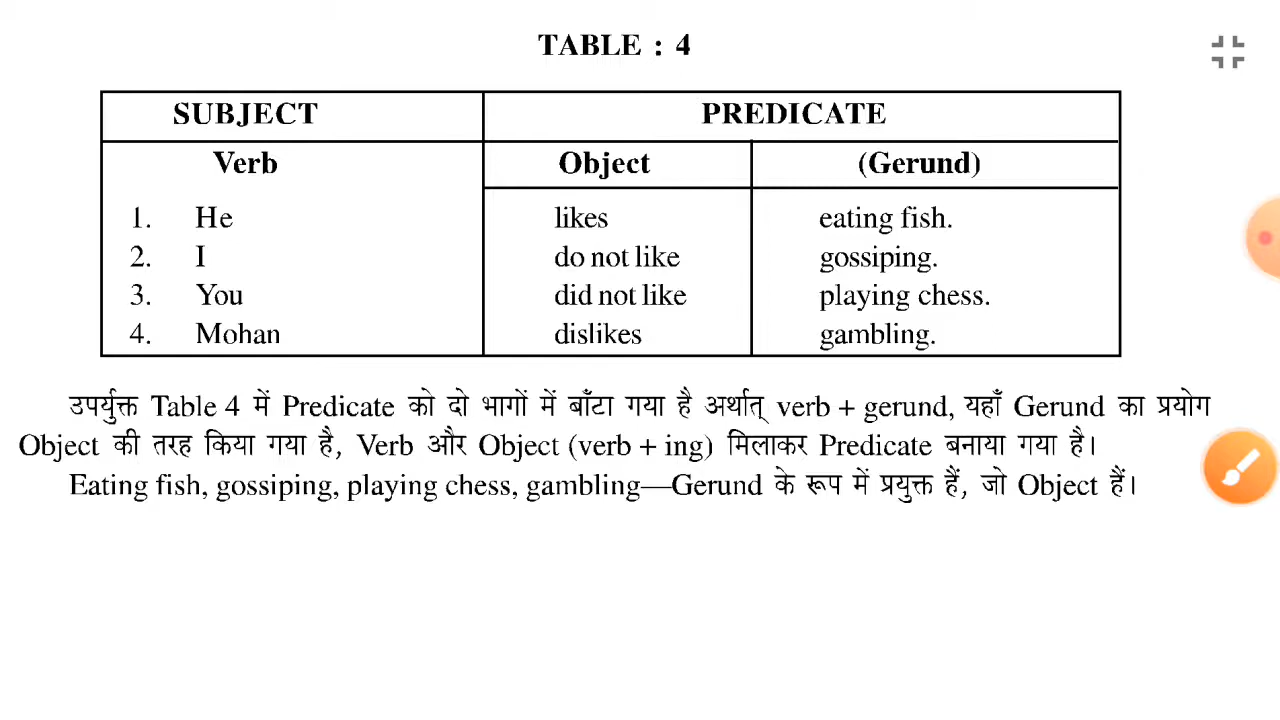 TABLE : 4
SUBJECT PREDICATE
Verb Object (Gerund)
1. He likes eating fish.
2. I do not like gossiping.
3. You did not like playing chess.
4. Mohan dislikes gambling.
उपर्युक्त Table 4 में Predicate को दो भागों में बाँटा गया है अर्थात् verb + gerund, यहाँ Gerund का प्रयोग
Object की तरह किया गया है, Verb और Object (verb + ing) मिलाकर Predicate बनाया गया है।
Eating fish, gossiping, playing chess, gambling—Gerund के रूप में प्रयुक्त हैं, जो Object हैं।